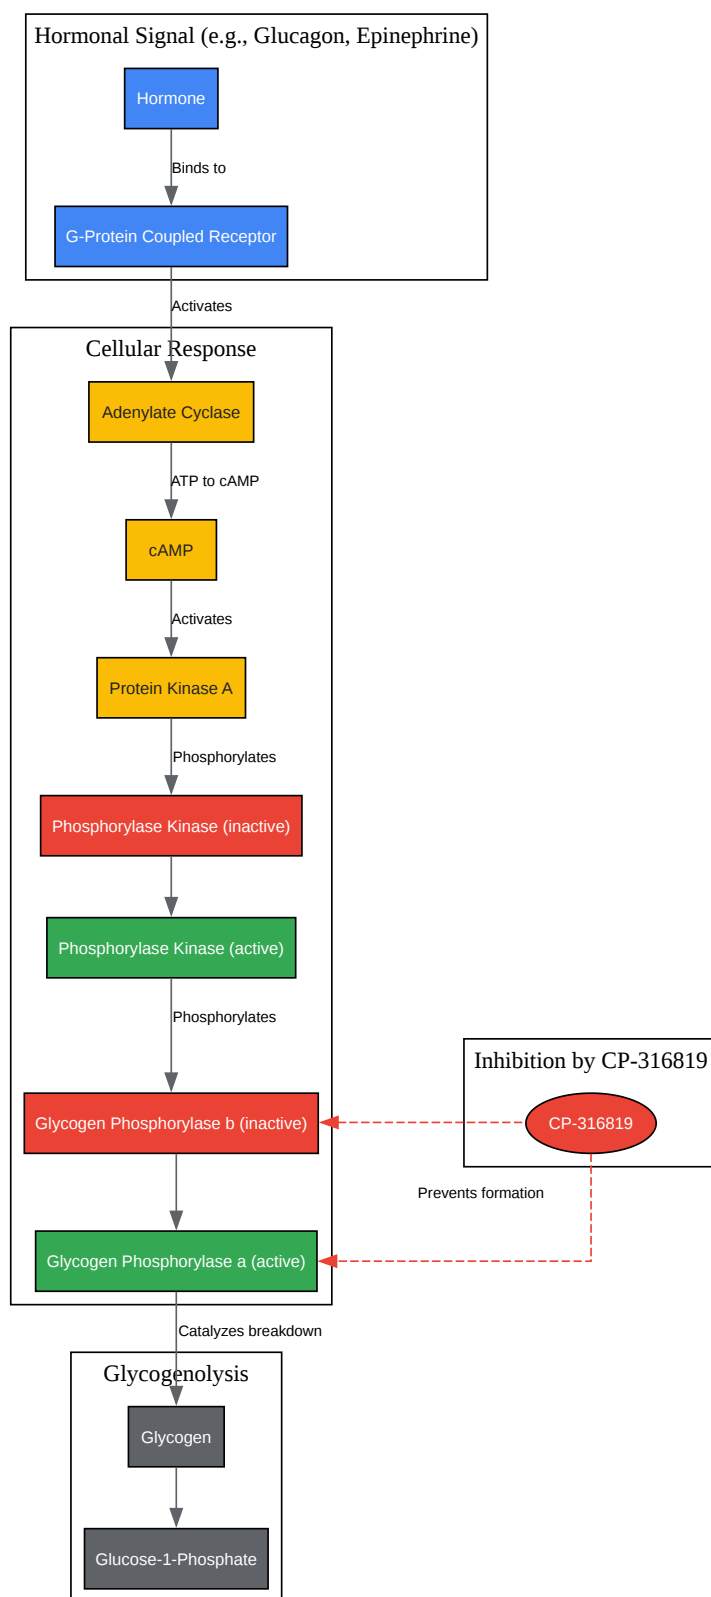 Hormonal Signal (e.g., Glucagon, Epinephrine)
Hormone
Binds to
G-Protein Coupled Receptor
Activates
Cellular Response
Adenylate Cyclase
ATP to cAMP
cAMP
Activates
Protein Kinase A
Phosphorylates
Phosphorylase Kinase (inactive)
Phosphorylase Kinase (active)
Phosphorylates
Inhibition by CP-316819
Glycogen Phosphorylase b (inactive)
CP-316819
Prevents formation
Glycogen Phosphorylase a (active)
Catalyzes breakdown
Glycogenolysis
Glycogen
Glucose-1-Phosphate